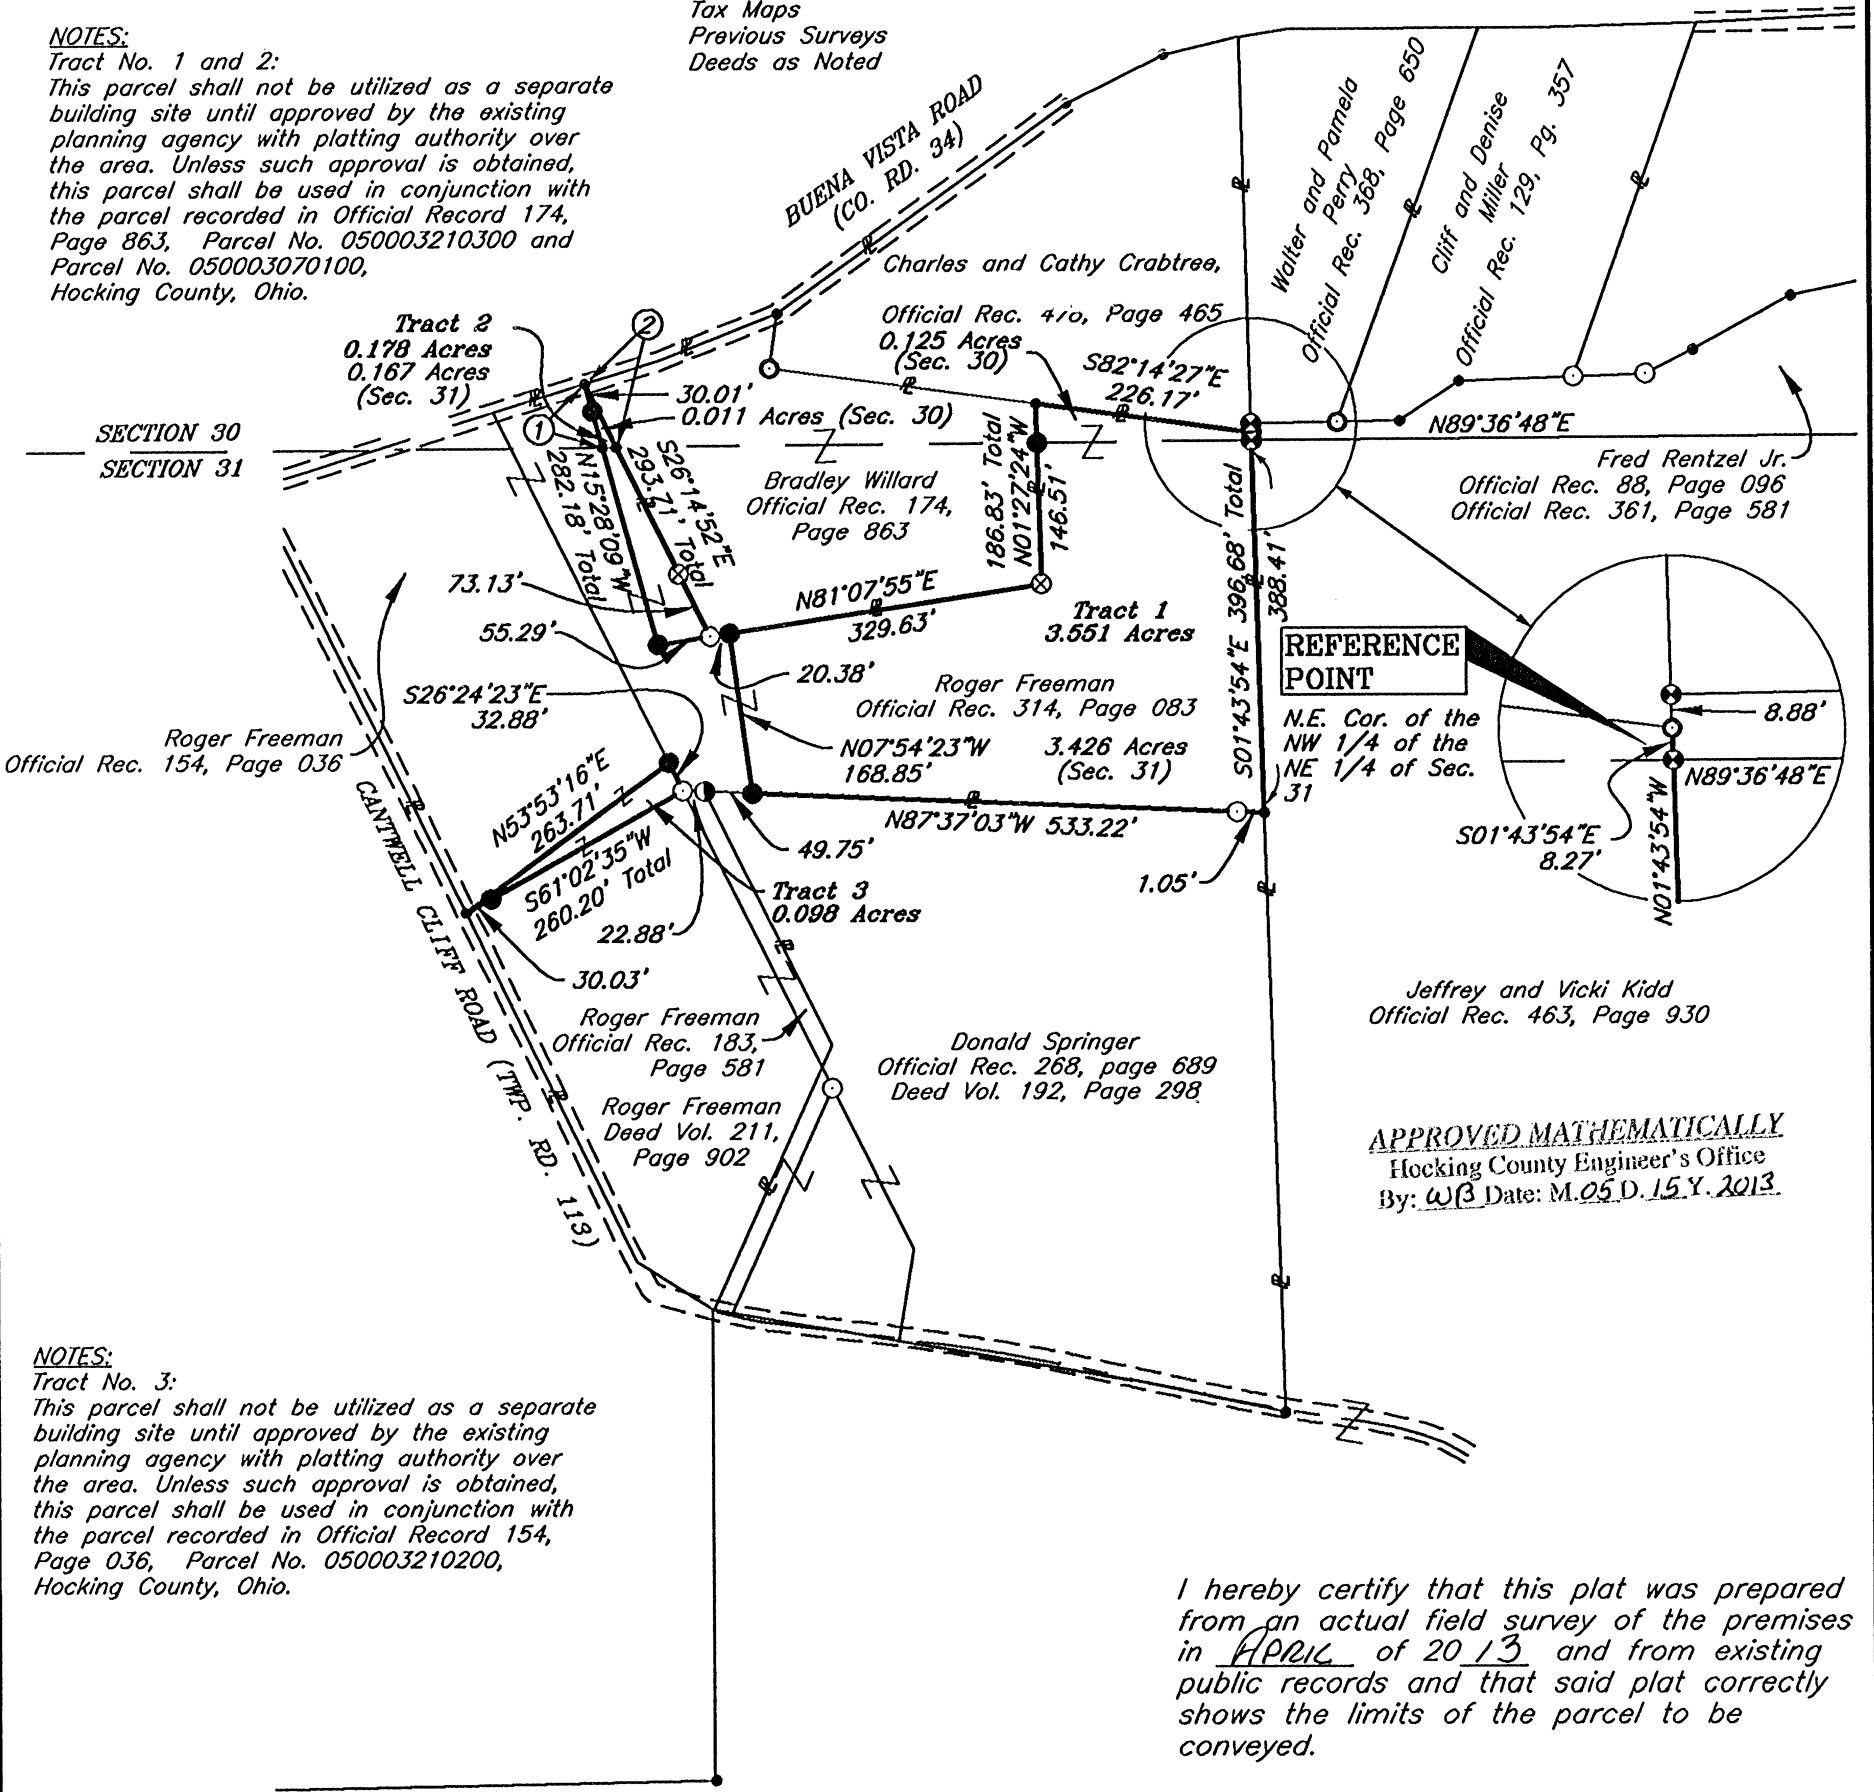 Tax Maps
Previous Surveys
Deeds as Noted
NOTES:
Tract No. 1 and 2:
This parcel shall not be utilized as a separate
building site until approved by the existing
planning agency with platting authority over
the area. Unless such approval is obtained,
this parcel shall be used in conjunction with
the parcel recorded in Official Record 174,
Page 863, Parcel No. 050003210300 and
Parcel No. 050003070100,
Hocking County, Ohio.
BUENA VISTA ROAD
(CO. RD. 34)
Walter and Pamela
Perry
Official Rec. 368, Page 650
Cliff and Denise
Miller
Official Rec. 129, Pg. 357
Charles and Cathy Crabtree,
Official Rec. Page 465
0.125 Acres
(Sec. 30)
S82°14'27"E
226.17'
Tract 2
0.178 Acres
0.167 Acres
(Sec. 31)
2
1
30.01'
0.011 Acres (Sec. 30)
SECTION 30
SECTION 31
N89°36'48"E
Fred Rentzel Jr.
Official Rec. 88, Page 096
Official Rec. 361, Page 581
N15°28'09"W
282.18' Total
S26°14'52"E
293.71' Total
Bradley Willard
Official Rec. 174,
Page 863
186.83' Total
N01°27'24"W
146.51'
S01°43'54"E 396.68' Total
388.41'
73.13'
55.29'
N81°07'55"E
329.63'
20.38'
Tract 1
3.551 Acres
REFERENCE
POINT
N.E. Cor. of the
NW 1/4 of the
NE 1/4 of Sec.
31
8.88'
N89°36'48"E
S01°43'54"E
8.27'
N01°43'54"W
S26°24'23"E
32.88'
Roger Freeman
Official Rec. 314, Page 083
Roger Freeman
Official Rec. 154, Page 036
N07°54'23"W
168.85'
3.426 Acres
(Sec. 31)
N53°53'16"E
263.71'
S61°02'35"W
260.20' Total
N87°37'03"W 533.22'
49.75'
1.05'
Tract 3
0.098 Acres
22.88'
30.03'
CANTWELL CLIFF ROAD (TWP. RD. 113)
Roger Freeman
Official Rec. 183,
Page 581
Roger Freeman
Deed Vol. 211,
Page 902
Donald Springer
Official Rec. 268, page 689
Deed Vol. 192, Page 298
Jeffrey and Vicki Kidd
Official Rec. 463, Page 930
APPROVED MATHEMATICALLY
Hocking County Engineer's Office
By: WB Date: M.05 D.15 Y.2013
NOTES:
Tract No. 3:
This parcel shall not be utilized as a separate
building site until approved by the existing
planning agency with platting authority over
the area. Unless such approval is obtained,
this parcel shall be used in conjunction with
the parcel recorded in Official Record 154,
Page 036, Parcel No. 050003210200,
Hocking County, Ohio.
I hereby certify that this plat was prepared
from an actual field survey of the premises
in APRIL of 2013 and from existing
public records and that said plat correctly
shows the limits of the parcel to be
conveyed.